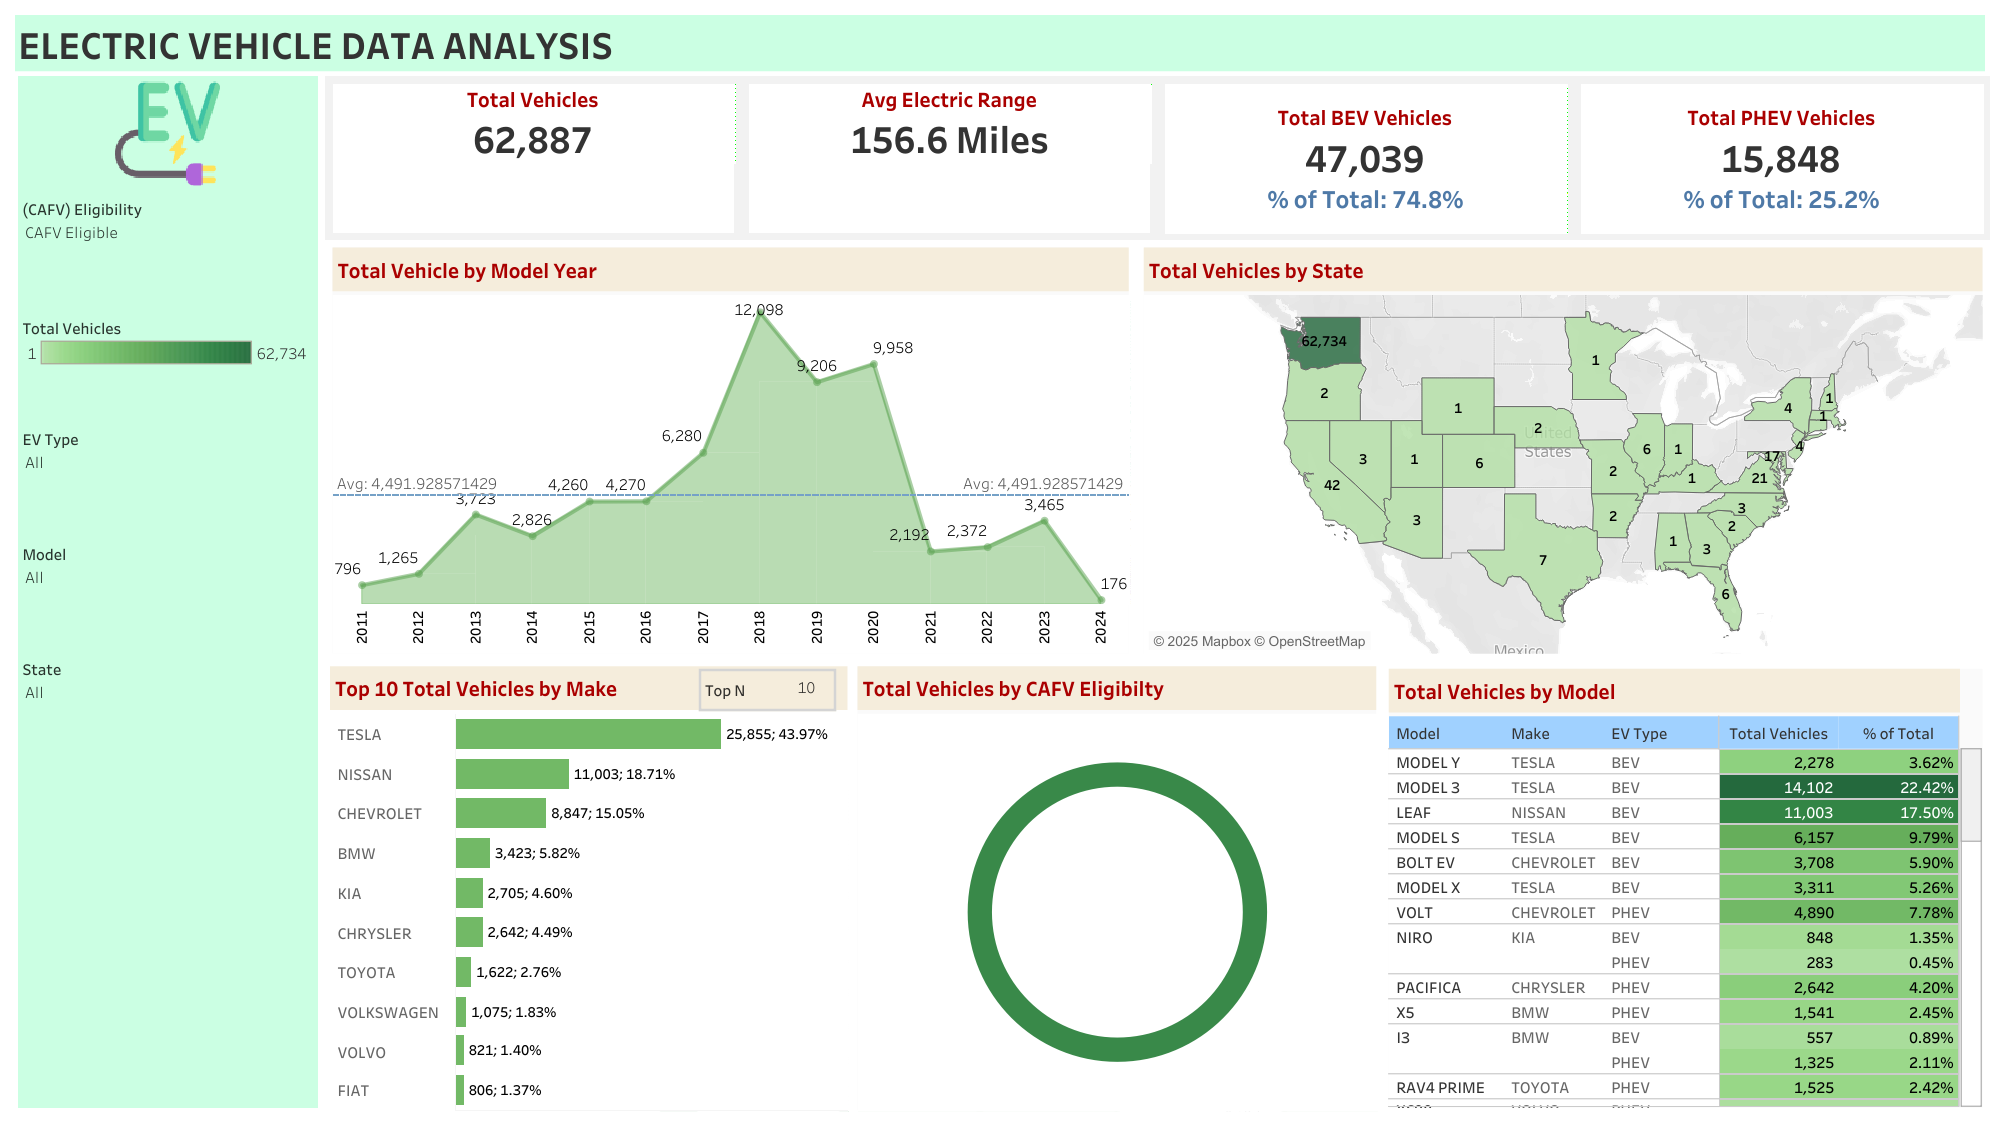 ELECTRIC VEHICLE DATA ANALYSIS
EV
(CAFV) Eligibility
CAFV Eligible
Total Vehicles
1 62,734
EV Type
All
Model
All
State
All
Total Vehicles
62,887
Avg Electric Range
156.6 Miles
Total BEV Vehicles
47,039
% of Total: 74.8%
Total PHEV Vehicles
15,848
% of Total: 25.2%
Total Vehicle by Model Year
12,098
9,958
9,206
6,280
Avg: 4,491.928571429 4,260 4,270 Avg: 4,491.928571429
3,723
3,465
2,826
2,192 2,372
1,265
796
176
2011 2012 2013 2014 2015 2016 2017 2018 2019 2020 2021 2022 2023 2024
Total Vehicles by State
62,734
1
2
1
4
1
1
2
United
States
3
1
6
6
1
4
17
2
1
21
42
3
2
3
2
1
3
7
6
© 2025 Mapbox © OpenStreetMap
Mexico
Top 10 Total Vehicles by Make
Top N 10
TESLA 25,855; 43.97%
NISSAN 11,003; 18.71%
CHEVROLET 8,847; 15.05%
BMW 3,423; 5.82%
KIA 2,705; 4.60%
CHRYSLER 2,642; 4.49%
TOYOTA 1,622; 2.76%
VOLKSWAGEN 1,075; 1.83%
VOLVO 821; 1.40%
FIAT 806; 1.37%
Total Vehicles by CAFV Eligibilty
Total Vehicles by Model
Model Make EV Type Total Vehicles % of Total
MODEL Y TESLA BEV 2,278 3.62%
MODEL 3 TESLA BEV 14,102 22.42%
LEAF NISSAN BEV 11,003 17.50%
MODEL S TESLA BEV 6,157 9.79%
BOLT EV CHEVROLET BEV 3,708 5.90%
MODEL X TESLA BEV 3,311 5.26%
VOLT CHEVROLET PHEV 4,890 7.78%
NIRO KIA BEV 848 1.35%
PHEV 283 0.45%
PACIFICA CHRYSLER PHEV 2,642 4.20%
X5 BMW PHEV 1,541 2.45%
I3 BMW BEV 557 0.89%
PHEV 1,325 2.11%
RAV4 PRIME TOYOTA PHEV 1,525 2.42%